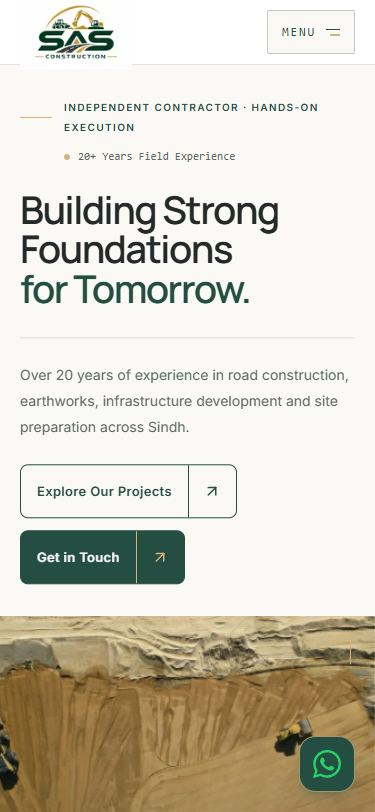 SAS
CONSTRUCTION
MENU
INDEPENDENT CONTRACTOR · HANDS-ON
EXECUTION
20+ Years Field Experience
Building Strong
Foundations
for Tomorrow.
Over 20 years of experience in road construction,
earthworks, infrastructure development and site
preparation across Sindh.
Explore Our Projects
Get in Touch